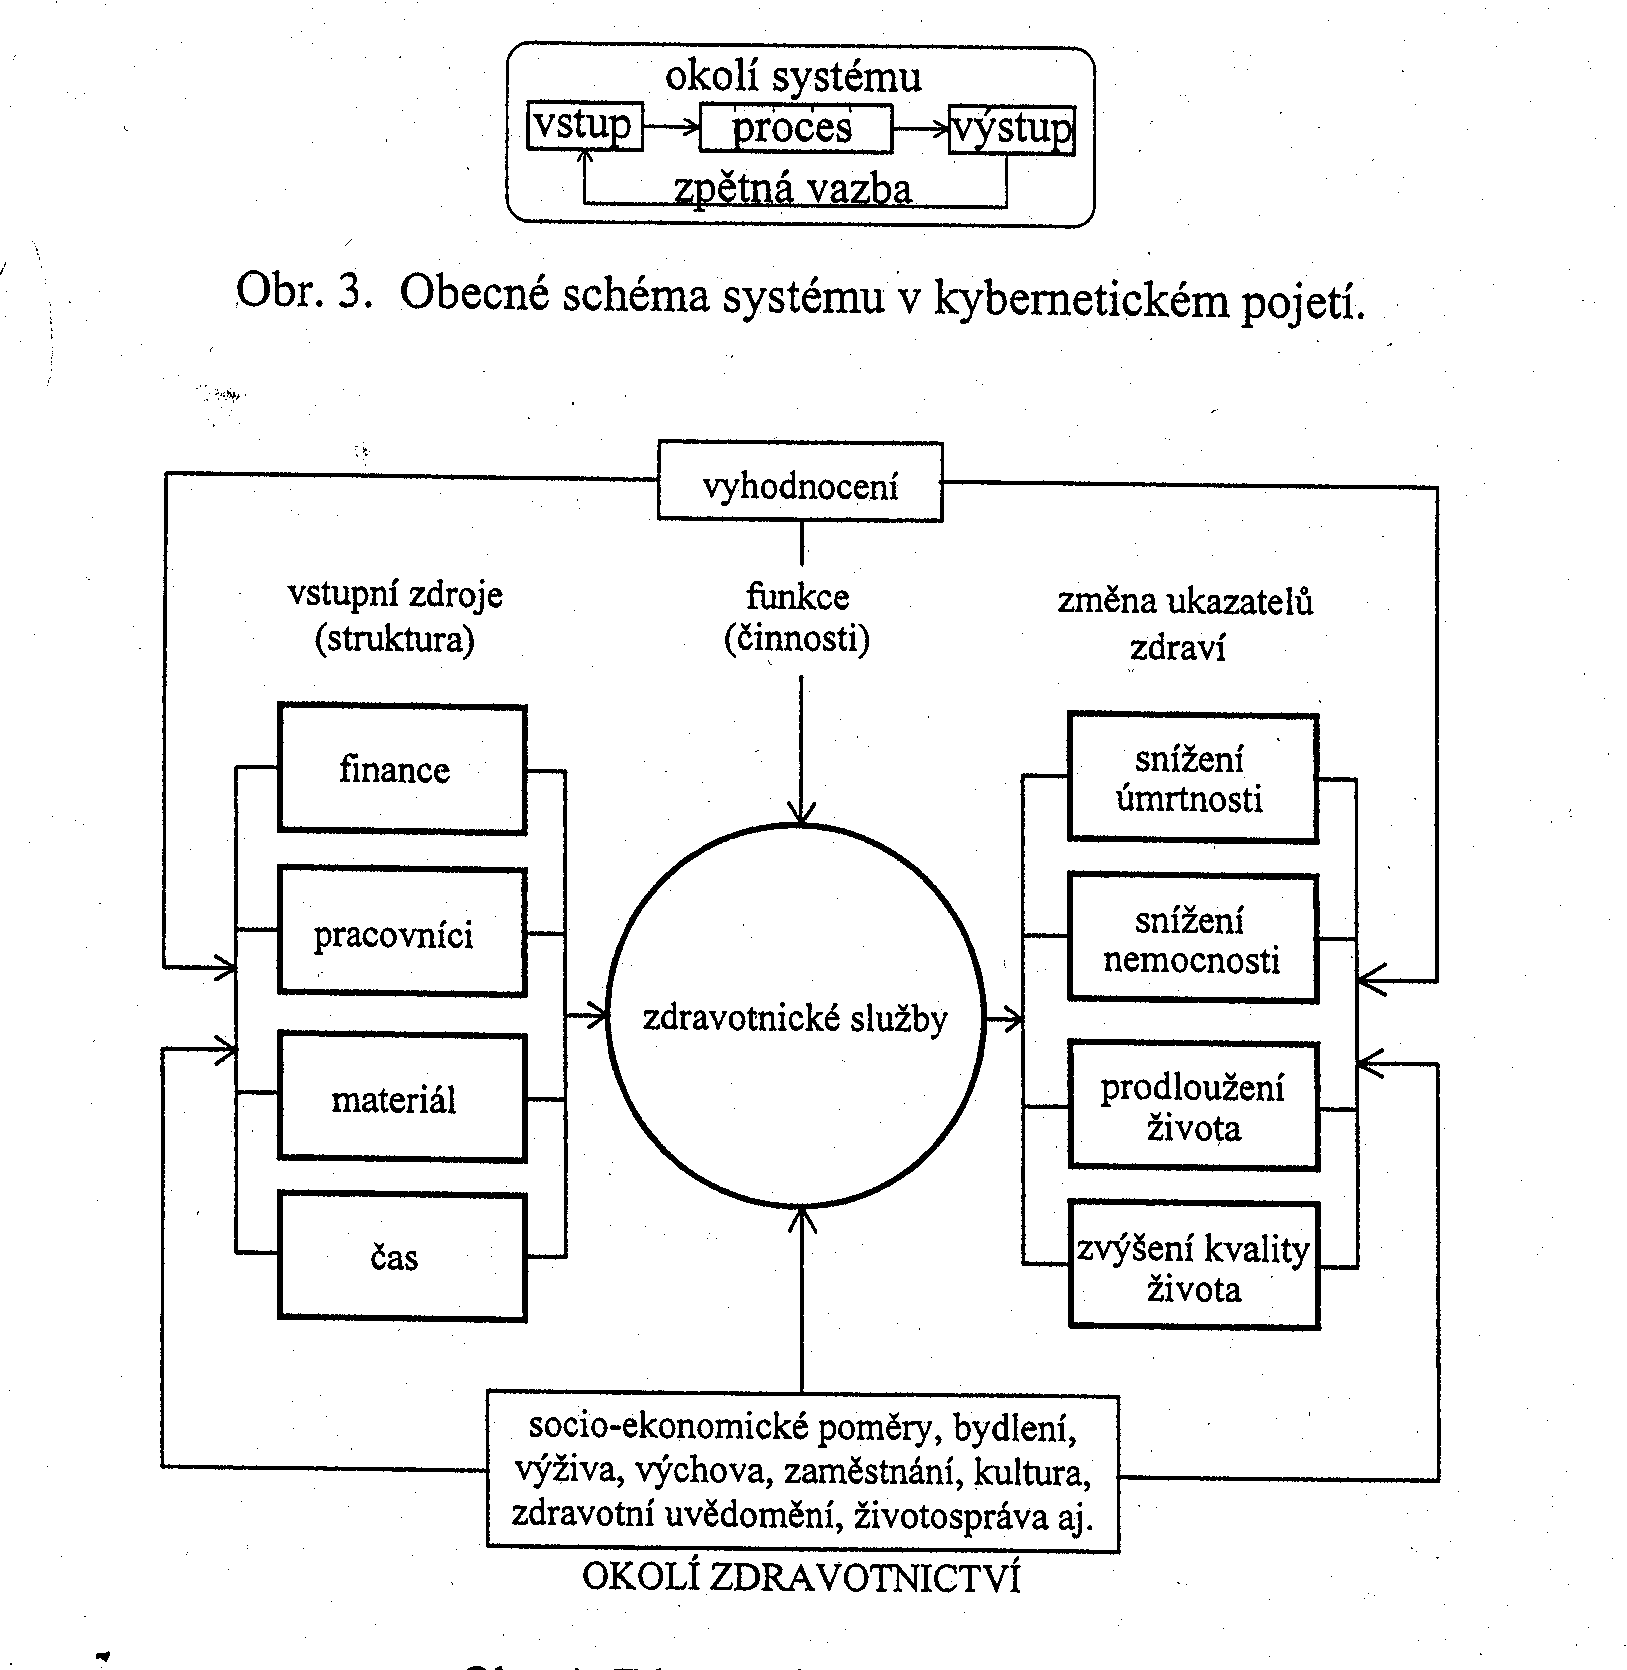 okolí systému
vstup
proces
výstup
zpětná vazba
Obr. 3. Obecné schéma systému v kybernetickém pojetí.
vyhodnocení
vstupní zdroje
(struktura)
funkce
(činnosti)
změna ukazatelů
zdraví
finance
pracovníci
materiál
čas
zdravotnické služby
snížení
úmrtnosti
snížení
nemocnosti
prodloužení
života
zvýšení kvality
života
socio-ekonomické poměry, bydlení,
výživa, výchova, zaměstnání, kultura,
zdravotní uvědomění, životospráva aj.
OKOLÍ ZDRAVOTNICTVÍ